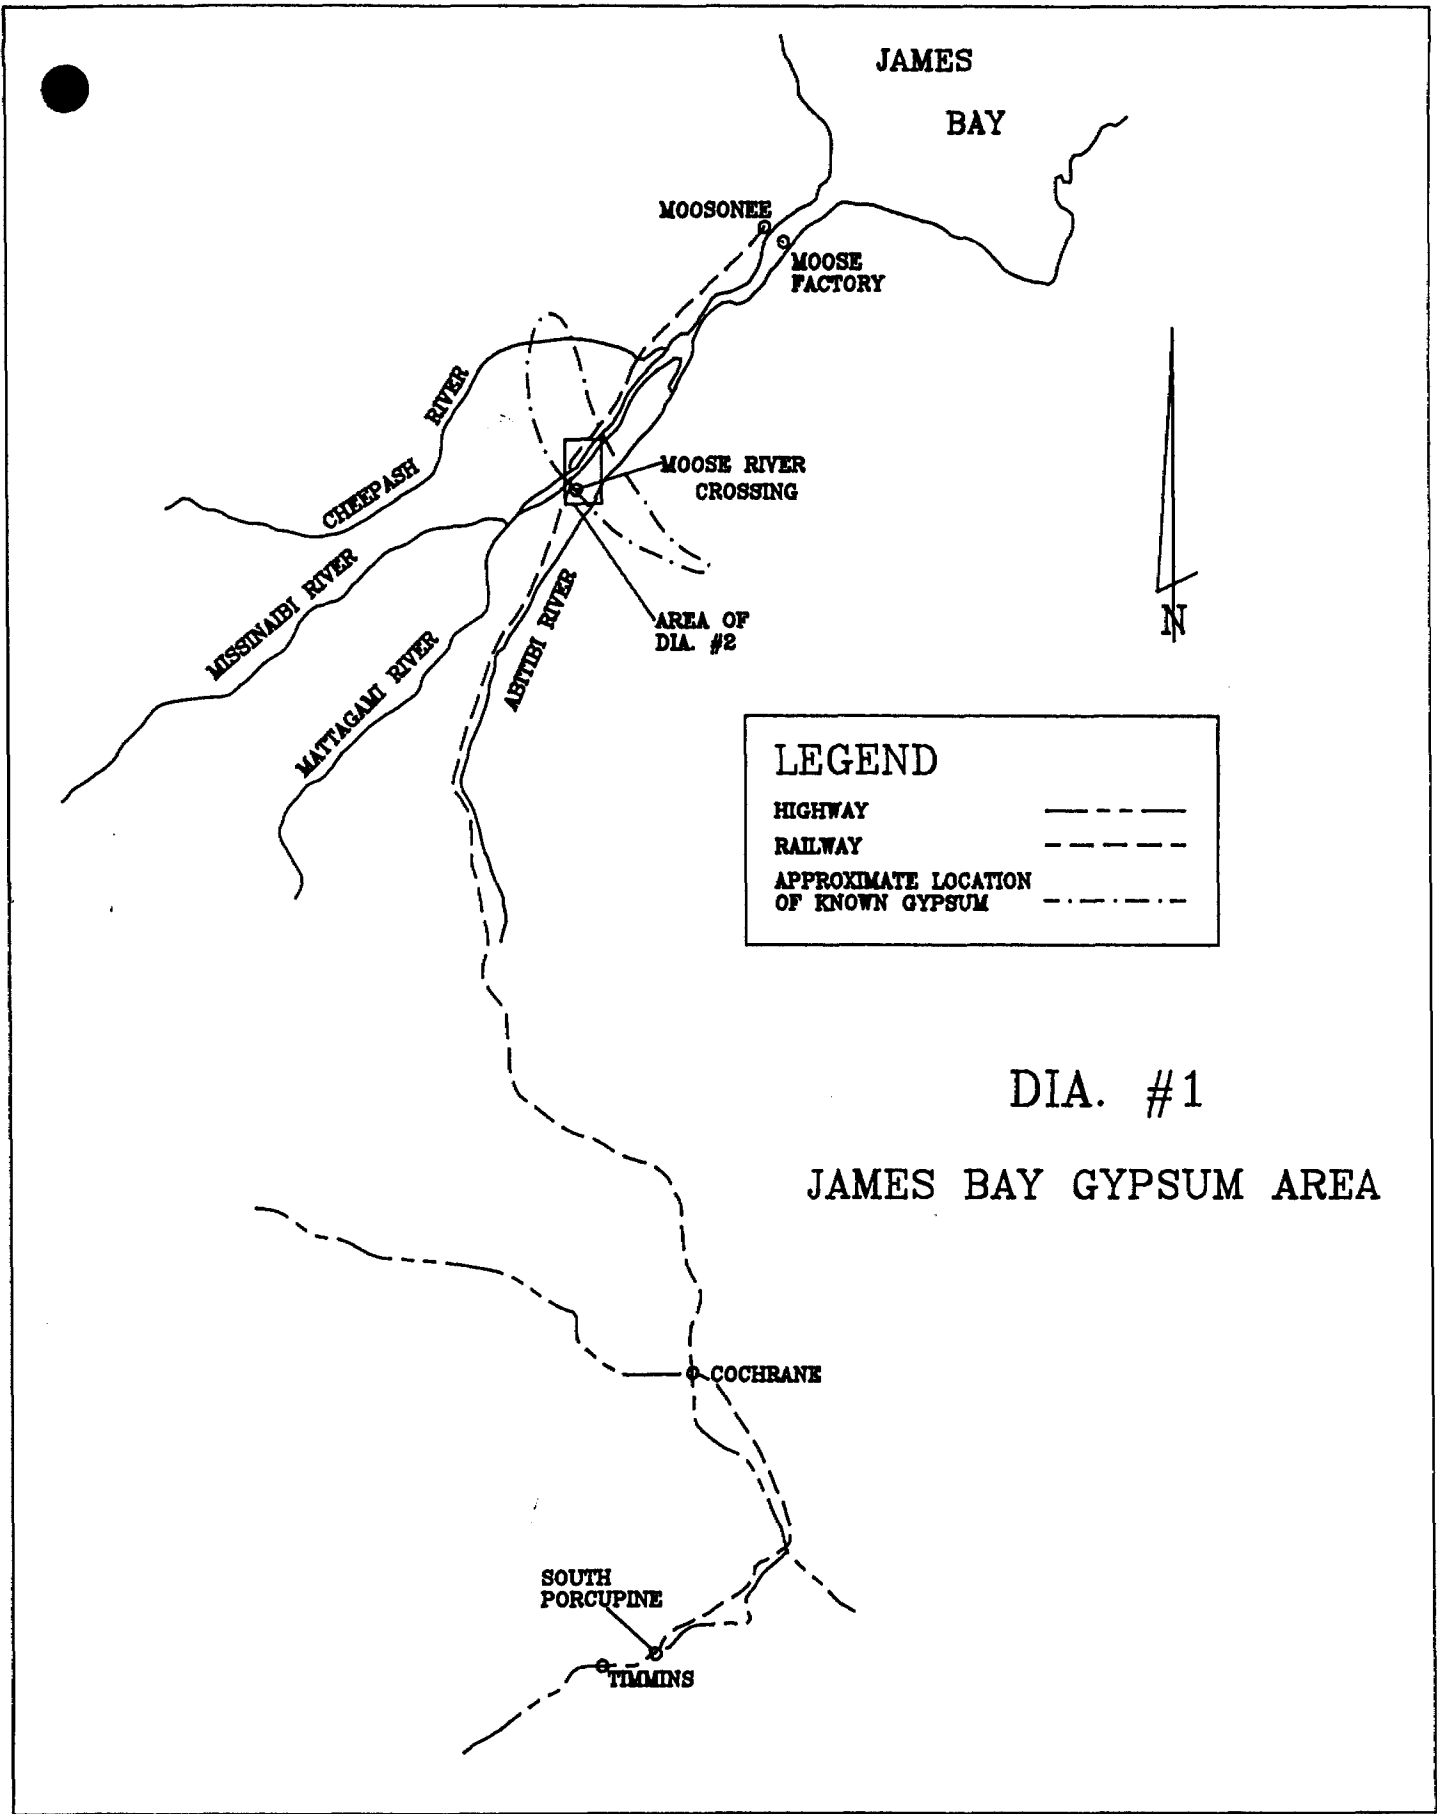 JAMES
BAY
MOOSONEE
MOOSE
FACTORY
CHEEPASH RIVER
MOOSE RIVER
CROSSING
MISSINAIBI RIVER
MATTAGAMI RIVER
ABITIBI RIVER
AREA OF
DIA. #2
N
LEGEND
HIGHWAY
RAILWAY
APPROXIMATE LOCATION
OF KNOWN GYPSUM
DIA. #1
JAMES BAY GYPSUM AREA
COCHRANE
SOUTH
PORCUPINE
TIMMINS